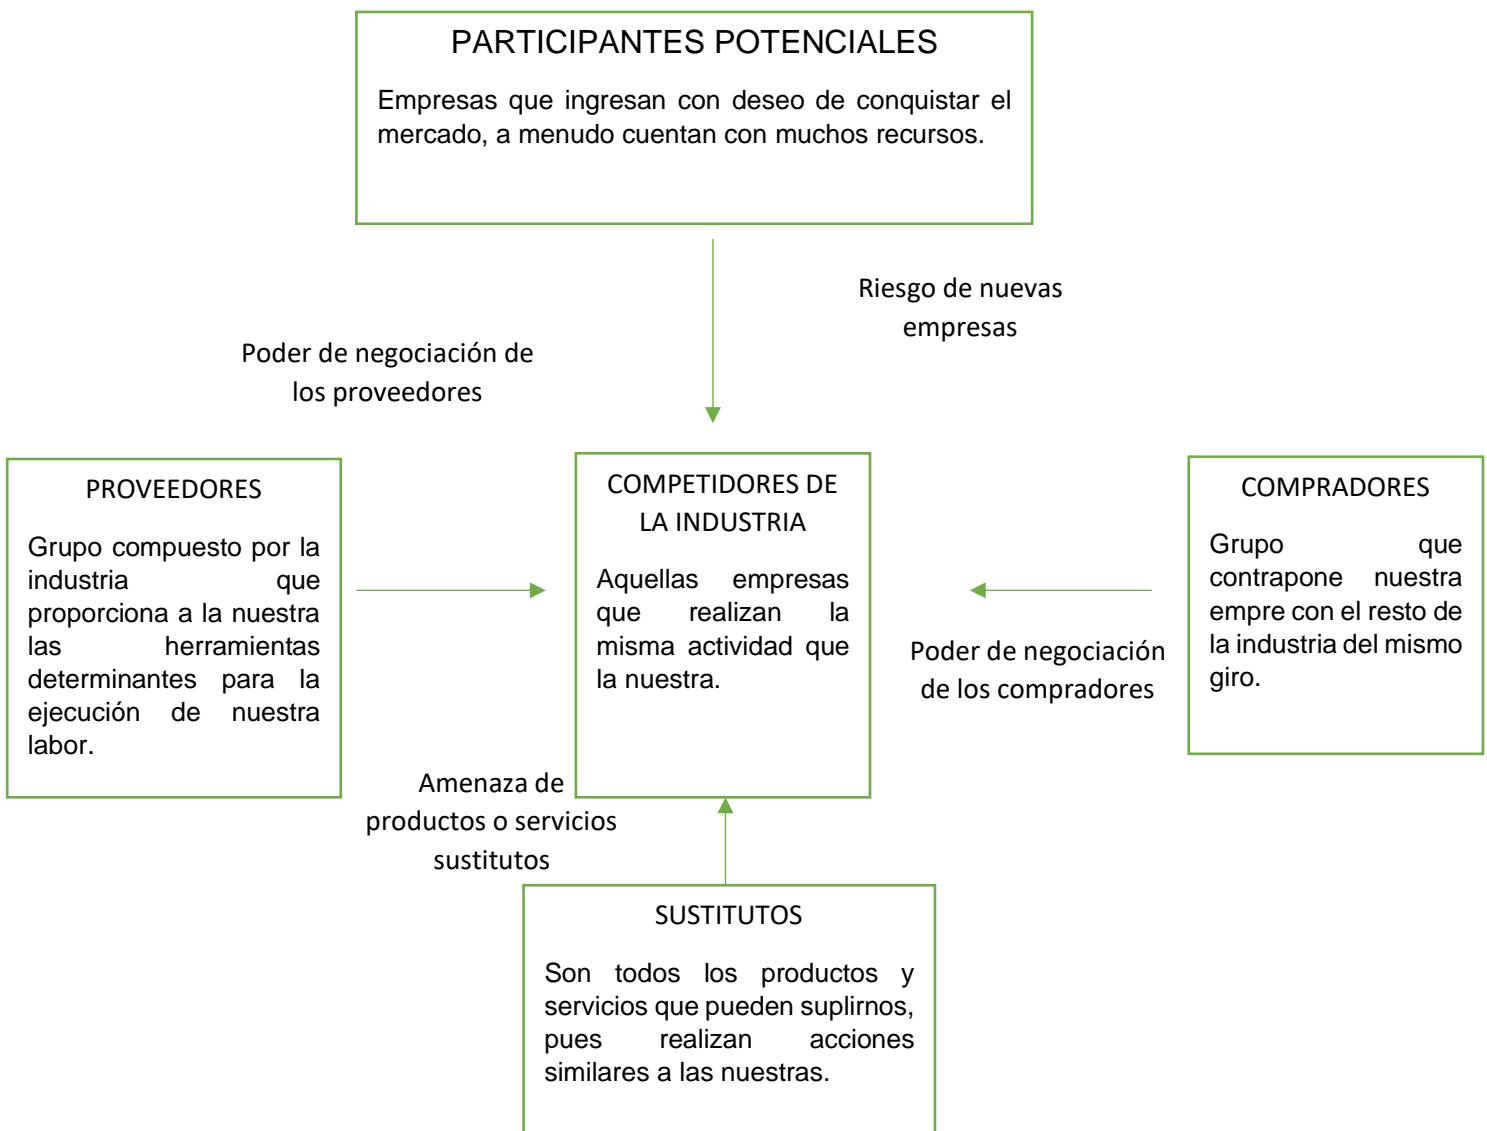 PARTICIPANTES POTENCIALES
Empresas que ingresan con deseo de conquistar el
mercado, a menudo cuentan con muchos recursos.
Riesgo de nuevas
empresas
Poder de negociación de
los proveedores
PROVEEDORES
Grupo compuesto por la
industria que
proporciona a la nuestra
las herramientas
determinantes para la
ejecución de nuestra
labor.
COMPETIDORES DE
LA INDUSTRIA
Aquellas empresas
que realizan la
misma actividad que
la nuestra.
COMPRADORES
Grupo que
contrapone nuestra
empre con el resto de
la industria del mismo
giro.
Poder de negociación
de los compradores
Amenaza de
productos o servicios
sustitutos
SUSTITUTOS
Son todos los productos y
servicios que pueden suplirnos,
pues realizan acciones
similares a las nuestras.